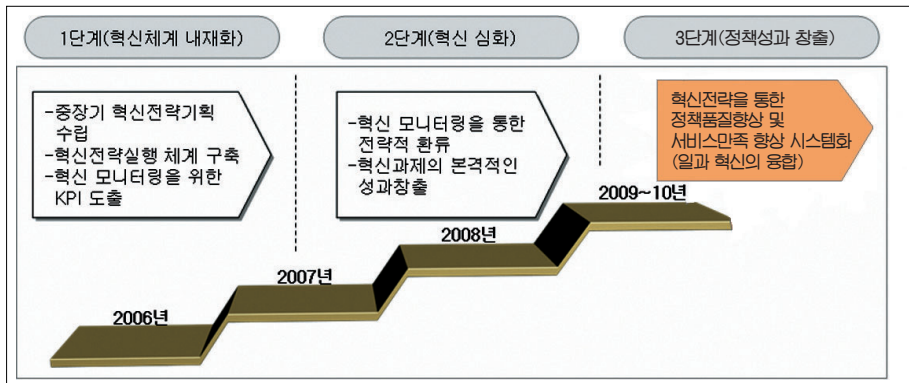 1단계(혁신체계 내재화)
2단계(혁신 심화)
3단계(정책성과 창출)
-중장기 혁신전략기획
수립
-혁신전략실행 체계 구축
-혁신 모니터링을 위한
KPI 도출
-혁신 모니터링을 통한
전략적 환류
-혁신과제의 본격적인
성과창출
혁신전략을 통한
정책품질향상 및
서비스만족 향상 시스템화
(일과 혁신의 융합)
2006년
2007년
2008년
2009~10년